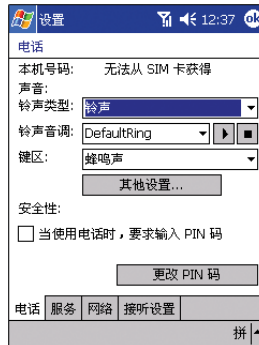 设置 12:37 ok
电话
本机号码: 无法从 SIM 卡获得
声音:
铃声类型: 铃声
铃声音调: DefaultRing
键区: 蜂鸣声
其他设置...
安全性:
当使用电话时，要求输入 PIN 码
更改 PIN 码
电话 服务 网络 接听设置
拼